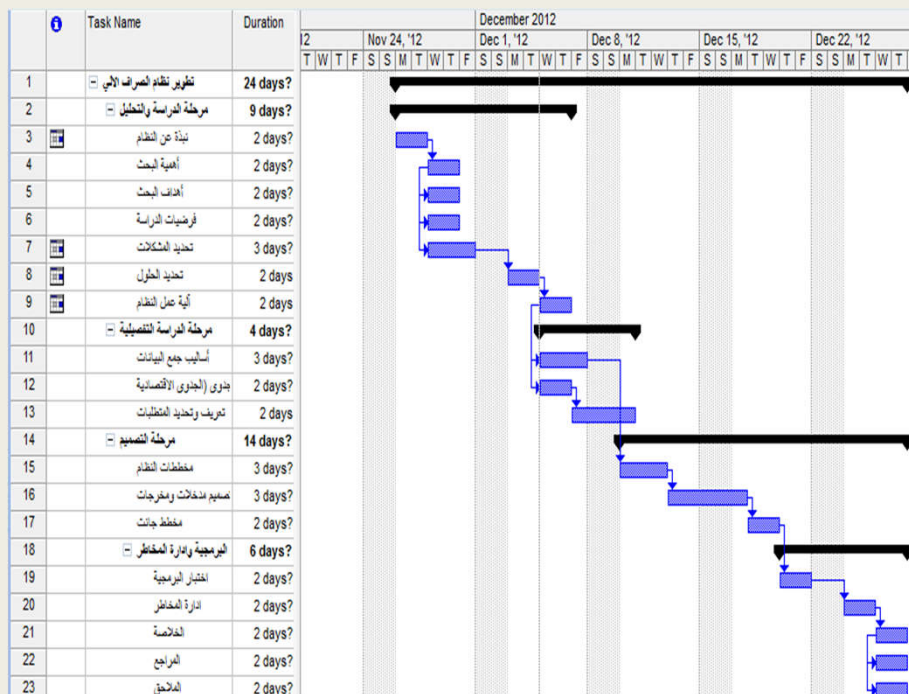 Task Name Duration
December 2012
12 Nov 24, '12 Dec 1, '12 Dec 8, '12 Dec 15, '12 Dec 22, '12
T W T F S S M T W T F S S M T W T F S S M T W T F S S M T W T F S S M T W T
1 تطوير نظام الصراف الالي 24 days?
2 مرحلة الدراسة والتحليل 9 days?
3 نبذة عن النظام 2 days?
4 أهمية البحث 2 days?
5 أهداف البحث 2 days?
6 فرضيات الدراسة 2 days?
7 تحديد المشكلات 3 days?
8 تحديد الحلول 2 days
9 ألية عمل النظام 2 days
10 مرحلة الدراسة التفصيلية 4 days?
11 أساليب جمع البيانات 3 days?
12 جدوى (الجدوى الاقتصادية 2 days?
13 تعريف وتحديد المتطلبات 2 days
14 مرحلة التصميم 14 days?
15 مخططات النظام 3 days?
16 صميم مدخلات ومخرجات 3 days?
17 مخطط جانت 2 days?
18 البرمجية وادارة المخاطر 6 days?
19 اختبار البرمجية 2 days?
20 ادارة المخاطر 2 days?
21 الخلاصة 2 days?
22 المراجع 2 days?
23 الملاحق 2 days?